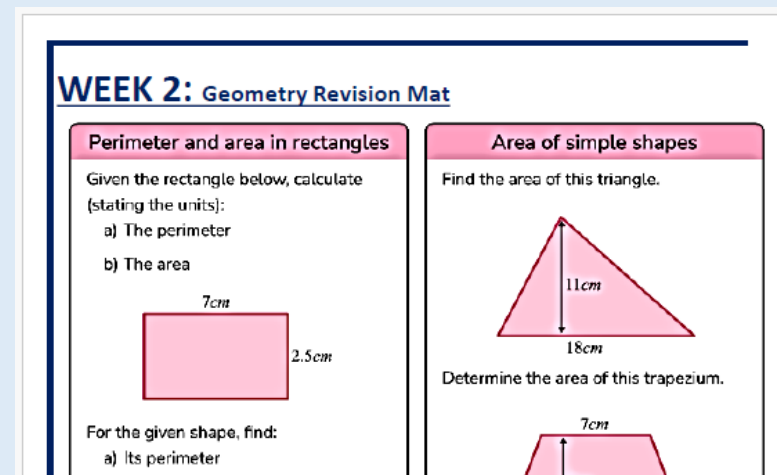 WEEK 2: Geometry Revision Mat
Perimeter and area in rectangles
Given the rectangle below, calculate
(stating the units):
a) The perimeter
b) The area
7cm
2.5cm
For the given shape, find:
a) Its perimeter
Area of simple shapes
Find the area of this triangle.
11cm
18cm
Determine the area of this trapezium.
7cm